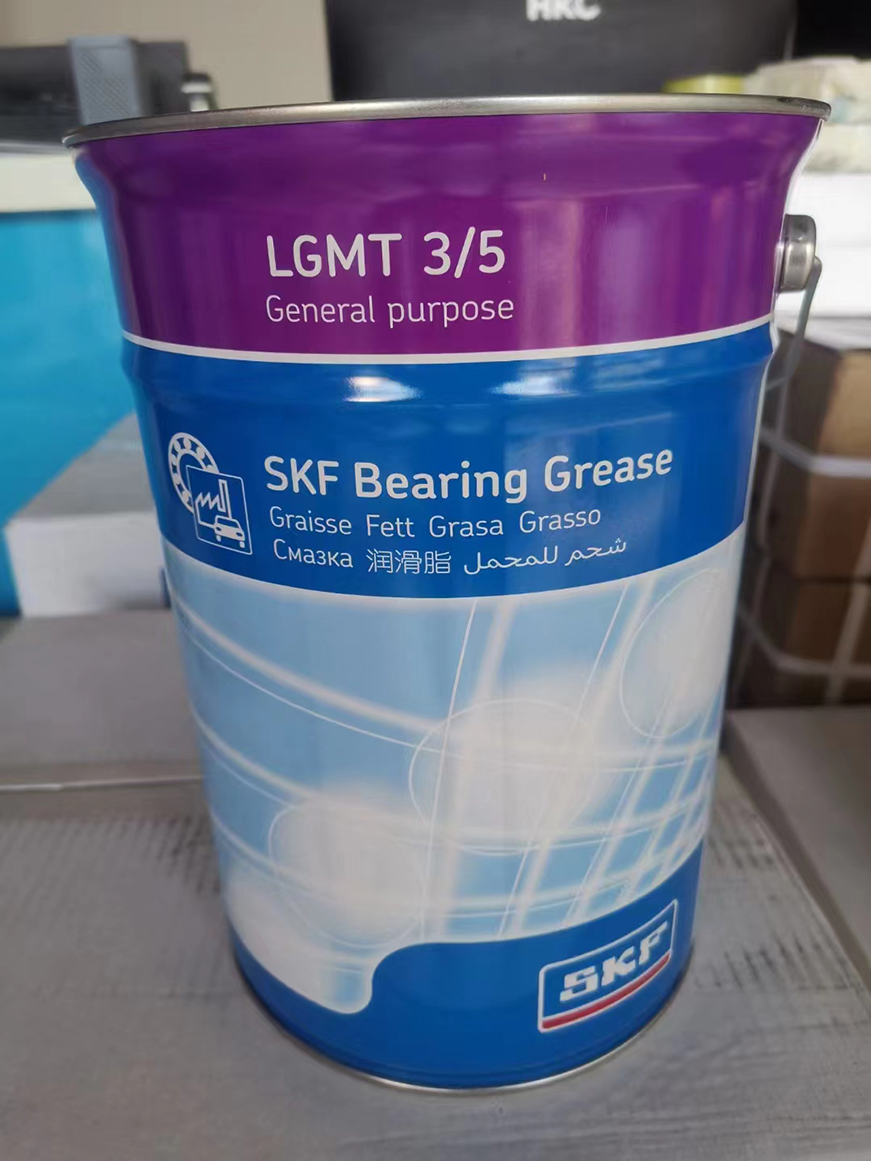 HKC
LGMT 3/5
General purpose
SKF Bearing Grease
Graisse Fett Grasa Grasso
Смазка 润滑脂 شحم للمحمل
SKF